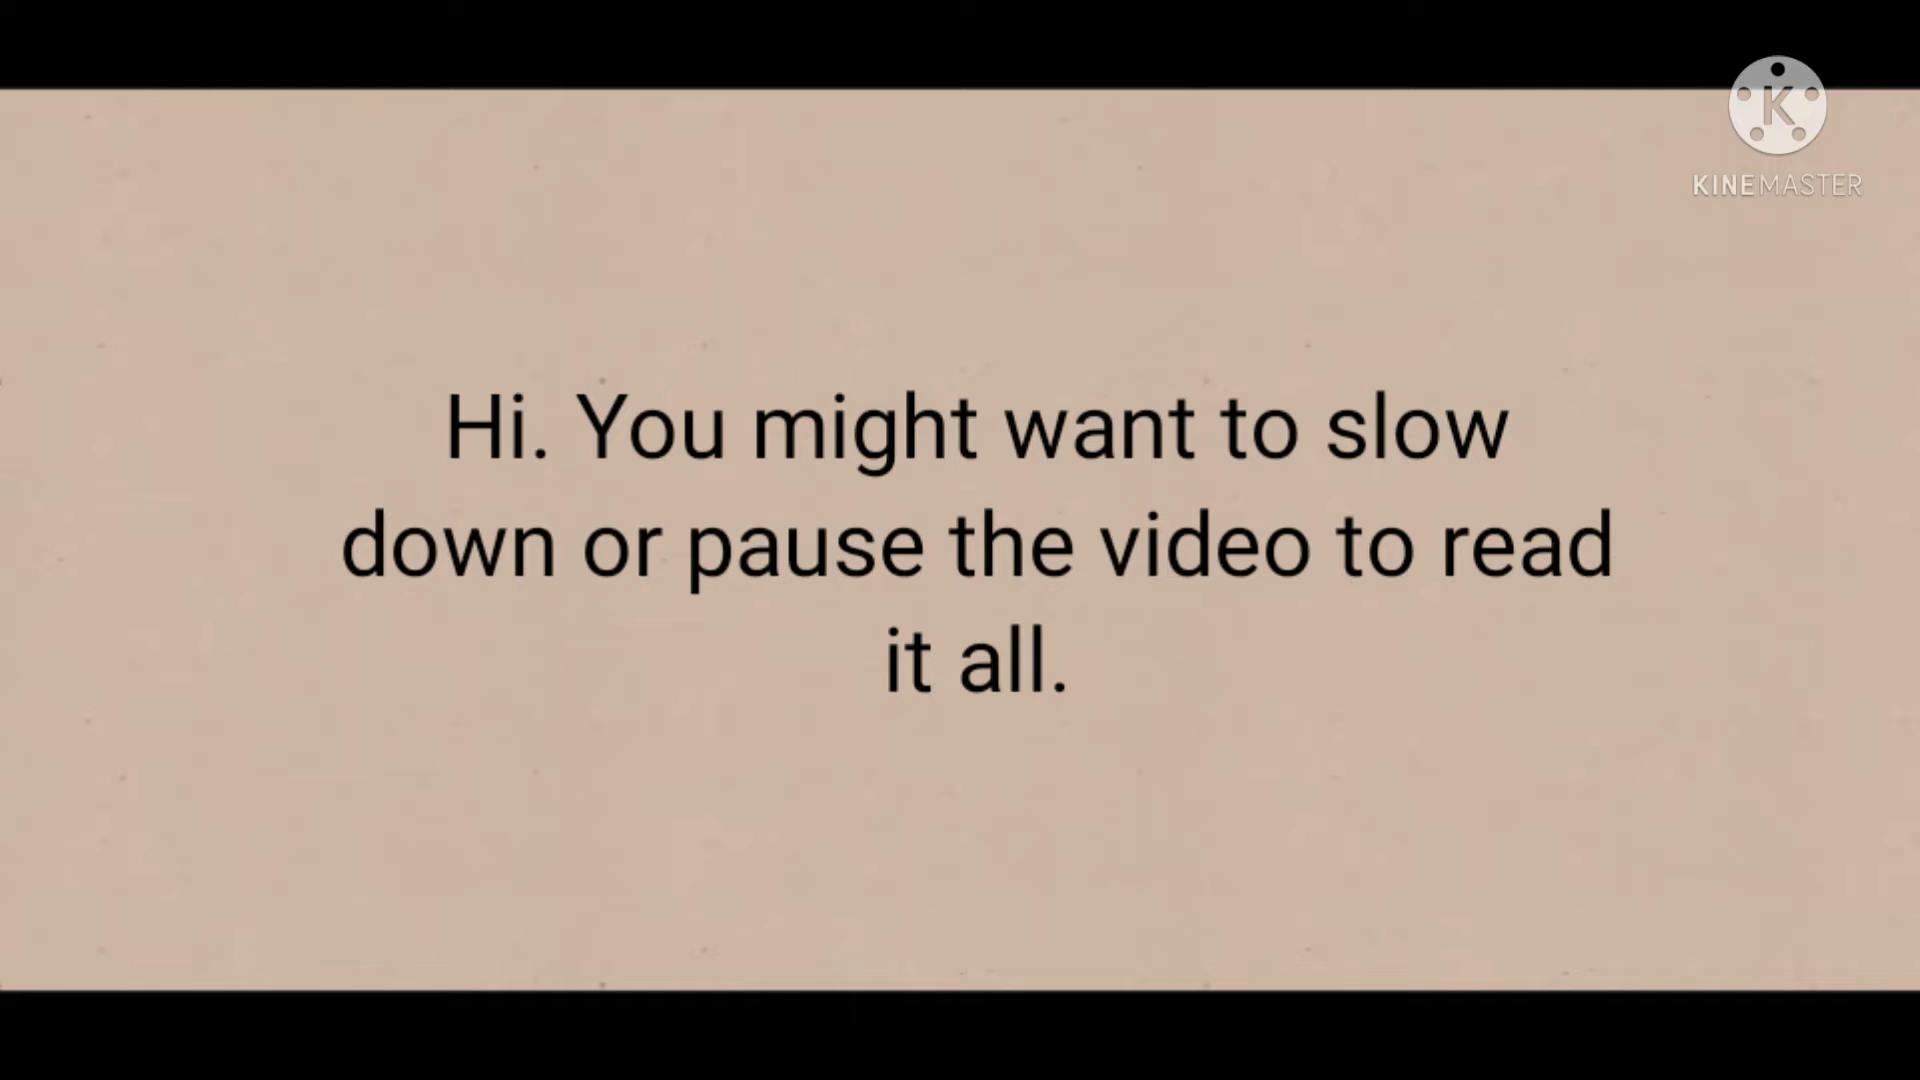 K
KINEMASTER
Hi. You might want to slow
down or pause the video to read
it all.